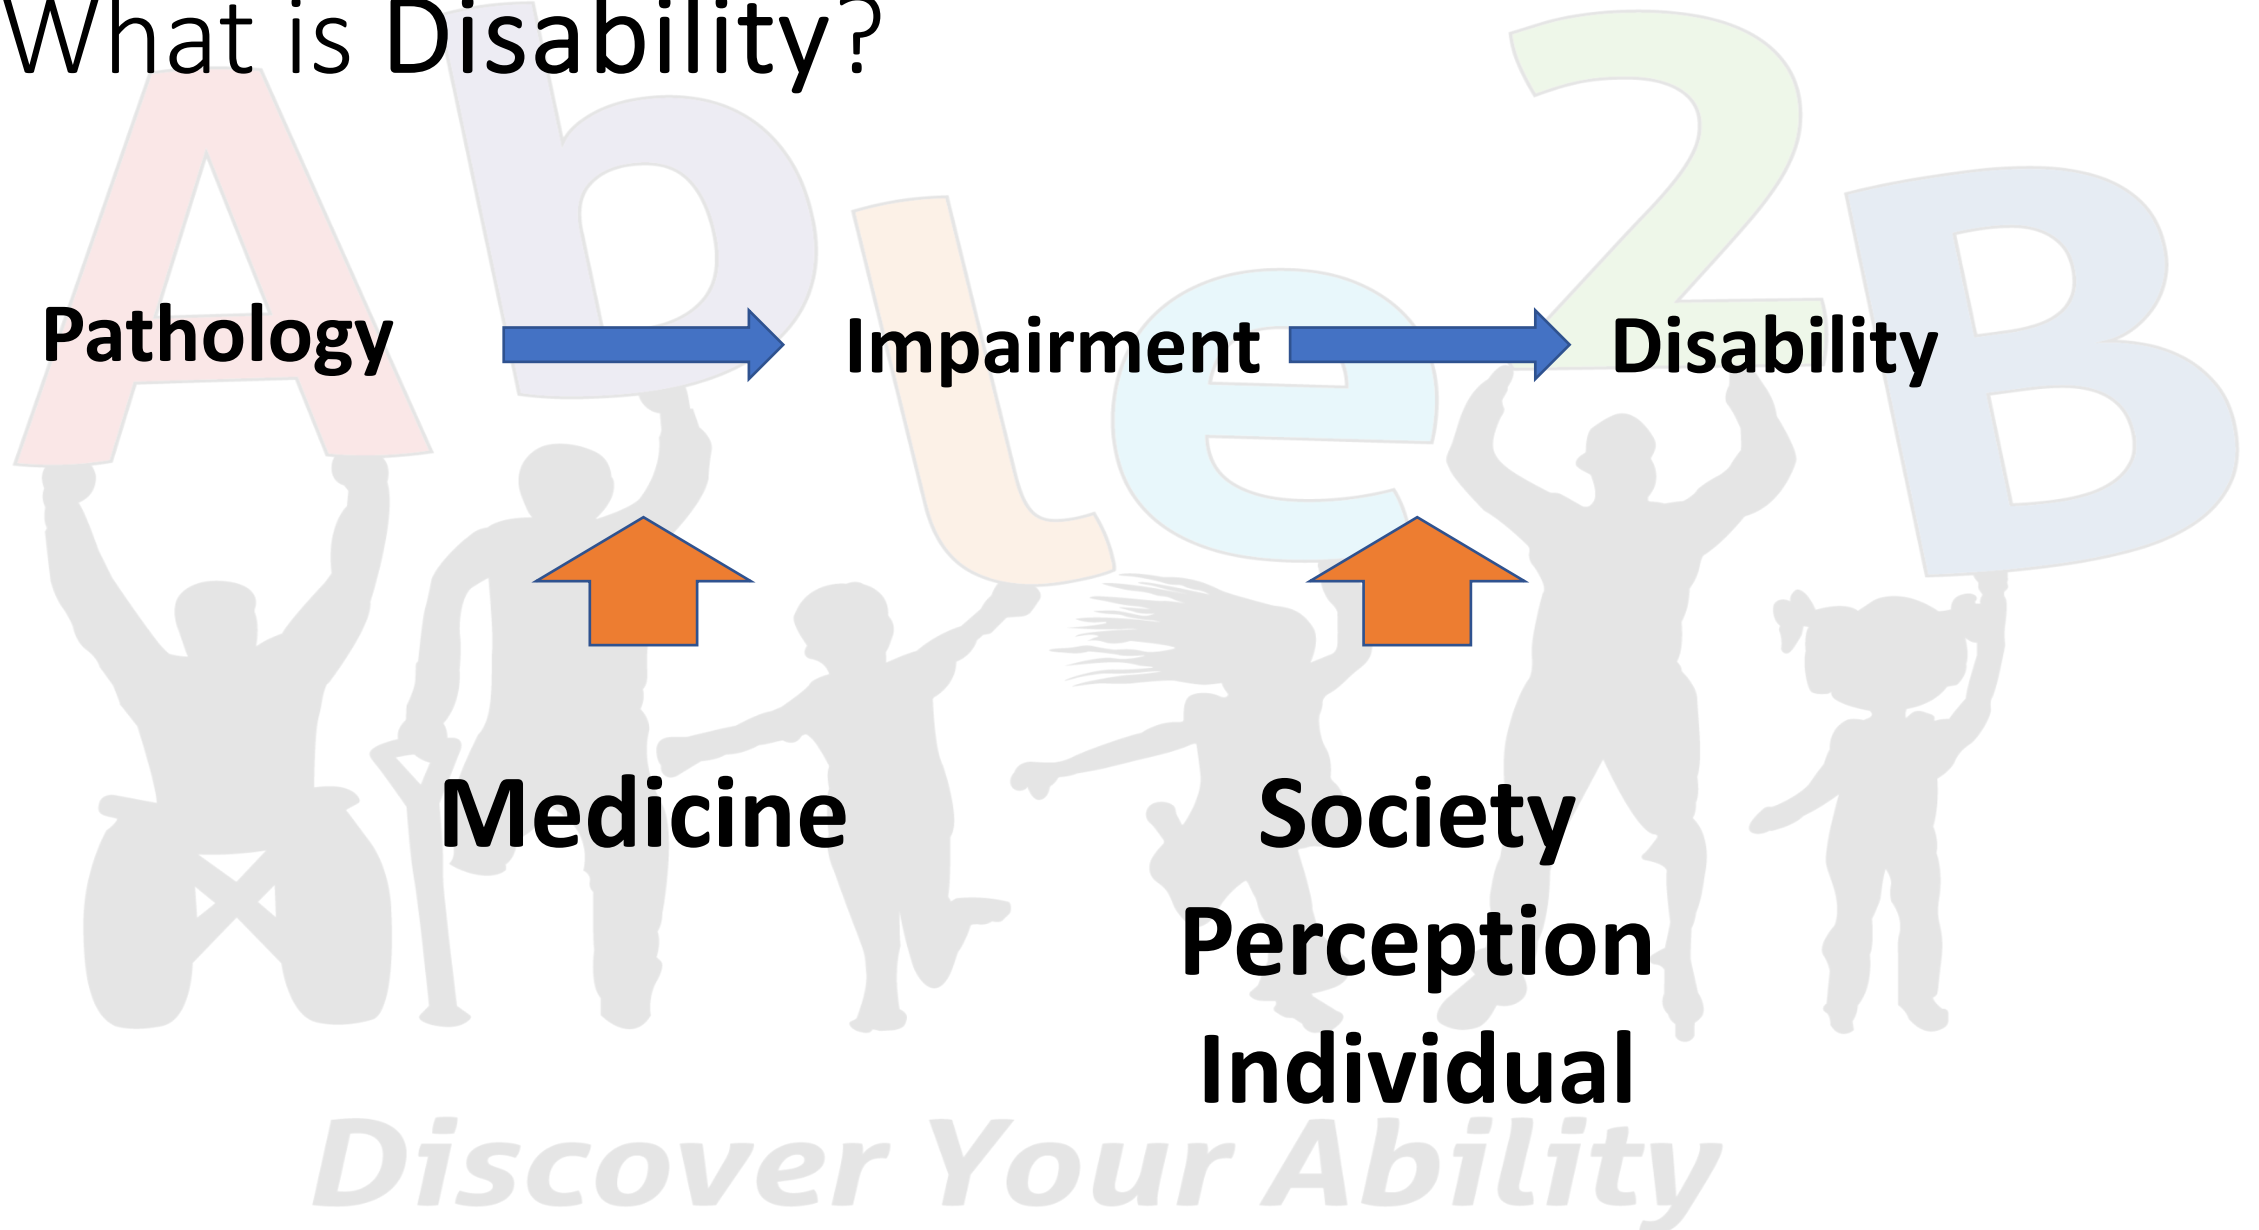 What is Disability?
Able2B
Pathology Impairment Disability
Medicine Society
Perception
Individual
Discover Your Ability